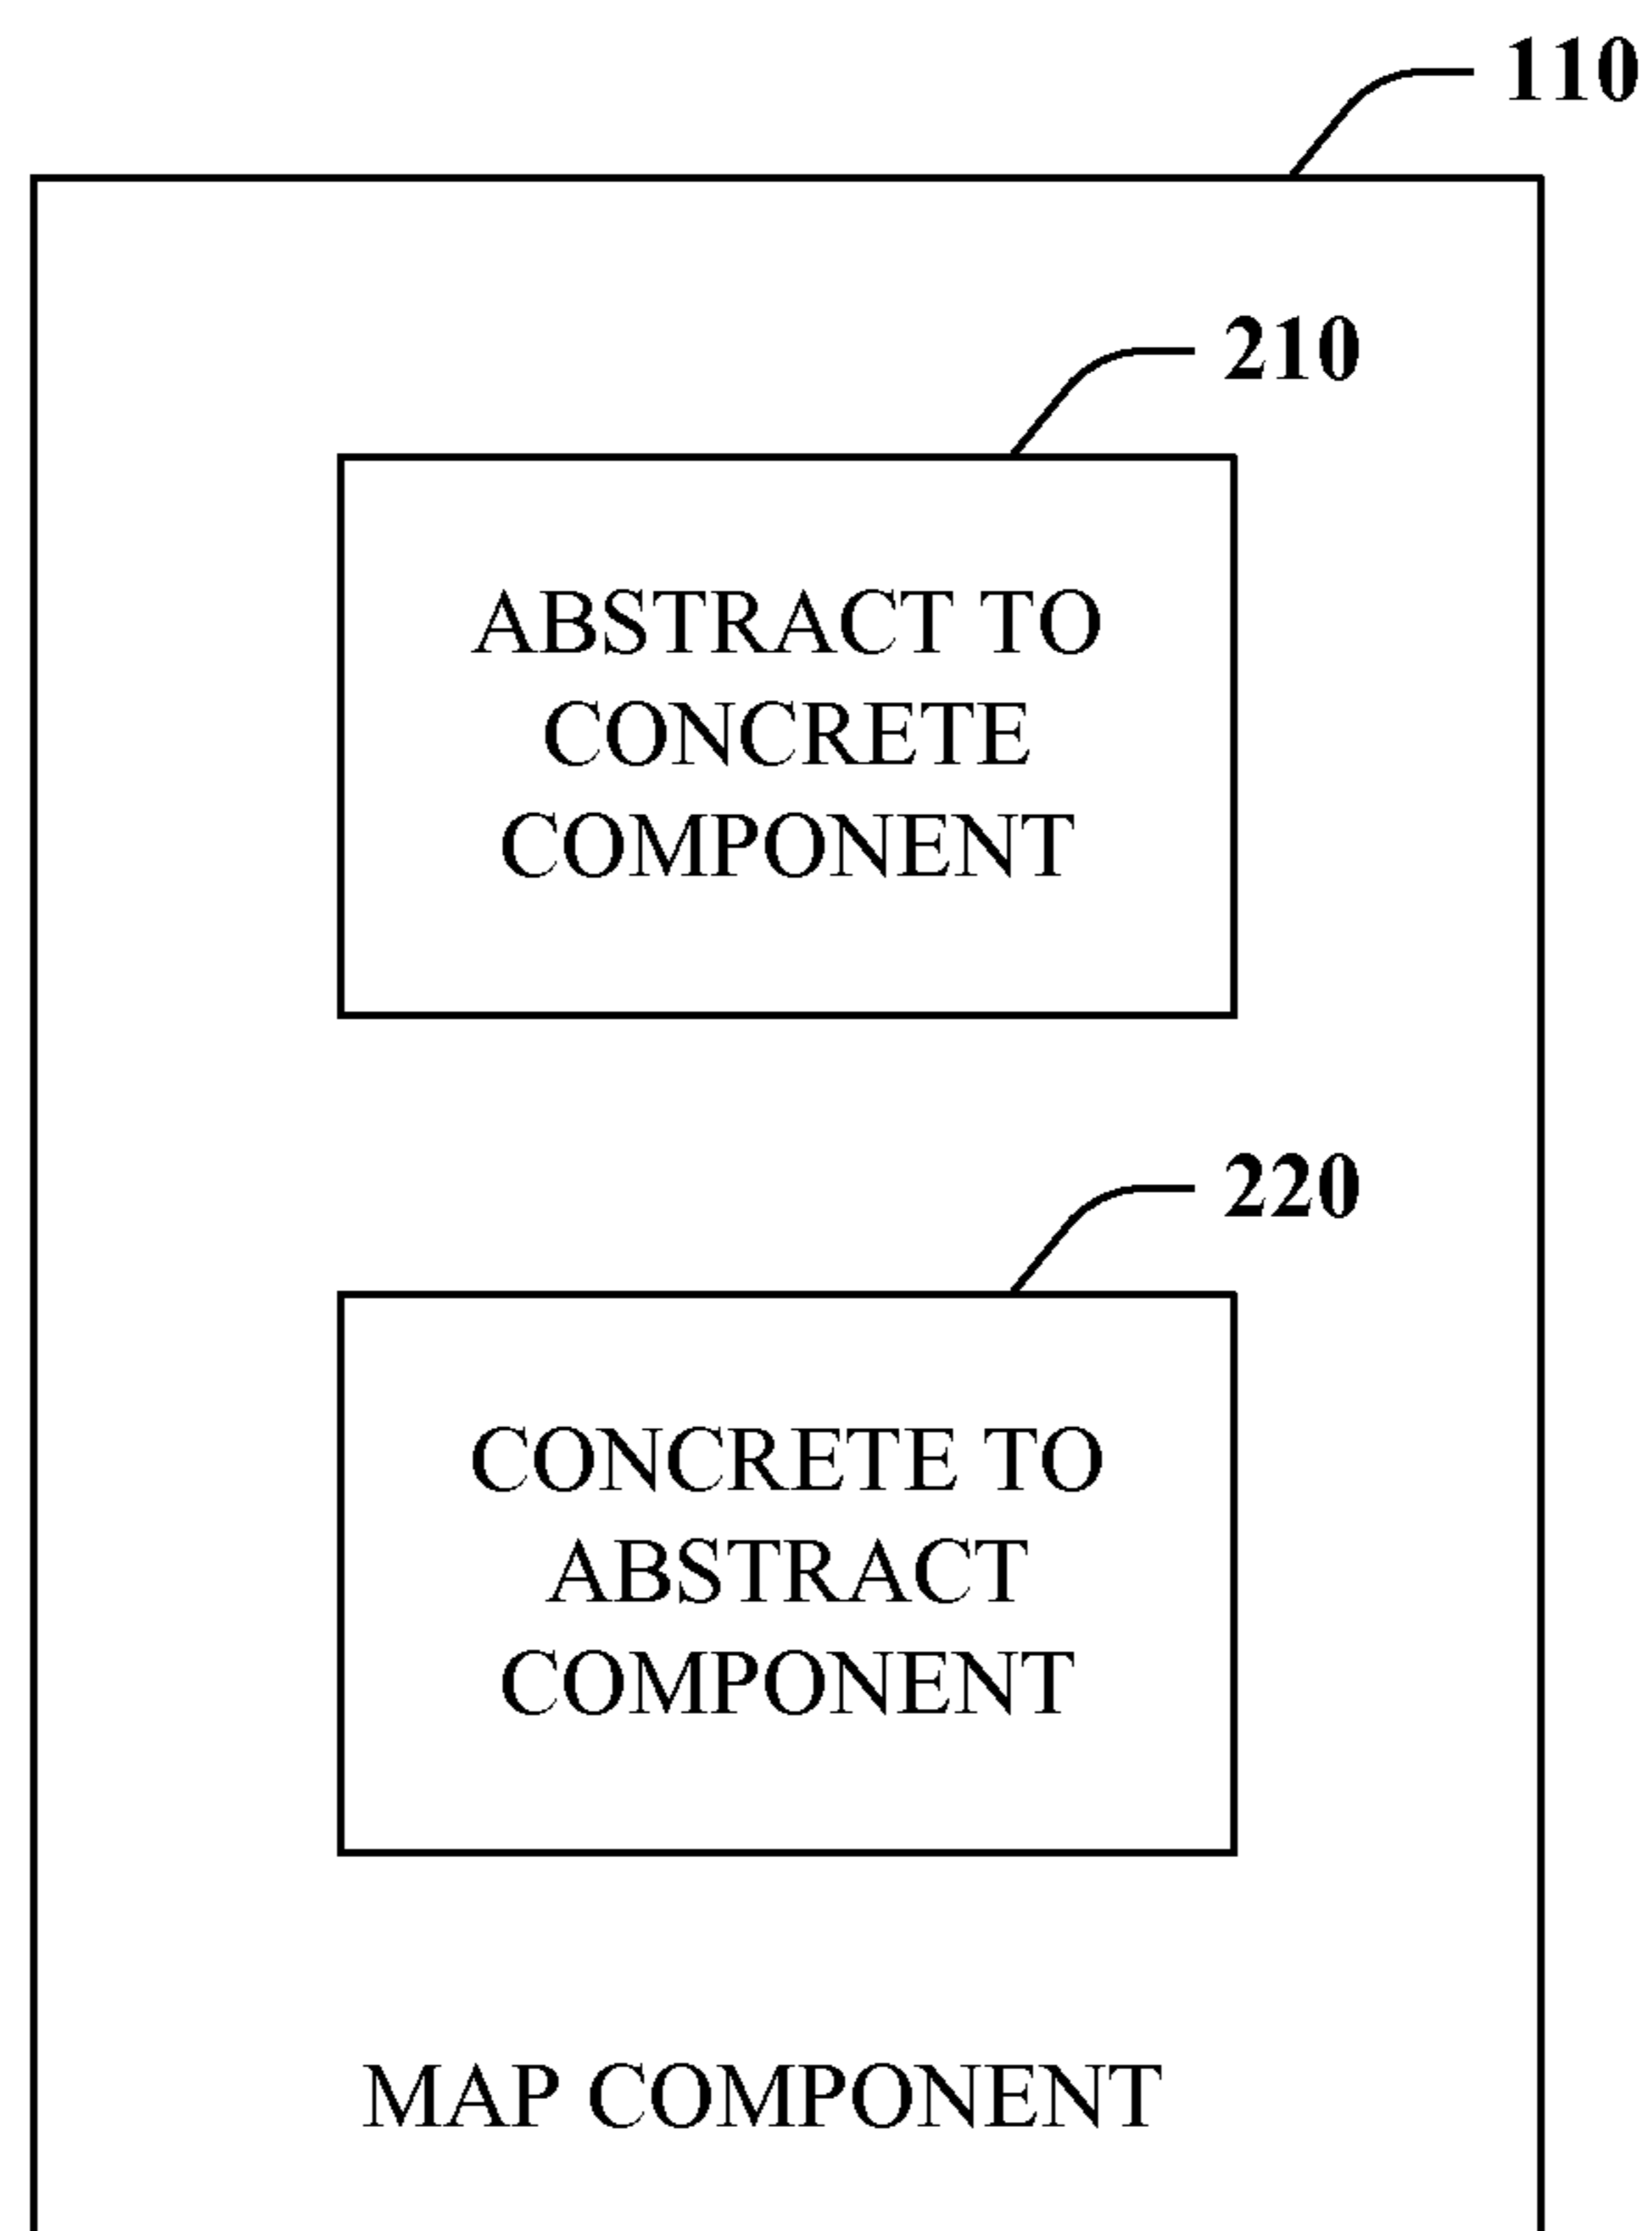 110
210
ABSTRACT TO
CONCRETE
COMPONENT
220
CONCRETE TO
ABSTRACT
COMPONENT
MAP COMPONENT